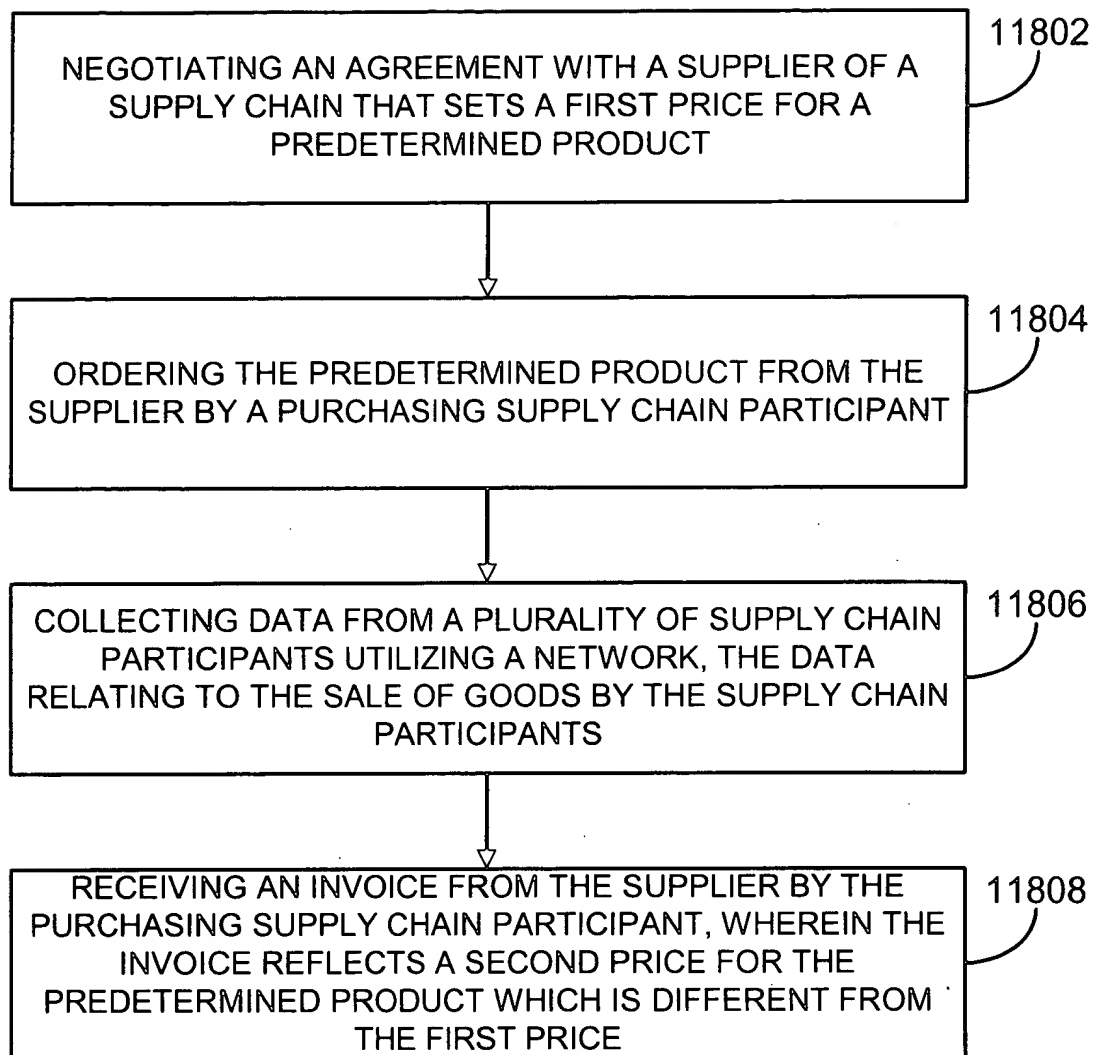 11802
NEGOTIATING AN AGREEMENT WITH A SUPPLIER OF A
SUPPLY CHAIN THAT SETS A FIRST PRICE FOR A
PREDETERMINED PRODUCT
11804
ORDERING THE PREDETERMINED PRODUCT FROM THE
SUPPLIER BY A PURCHASING SUPPLY CHAIN PARTICIPANT
11806
COLLECTING DATA FROM A PLURALITY OF SUPPLY CHAIN
PARTICIPANTS UTILIZING A NETWORK, THE DATA
RELATING TO THE SALE OF GOODS BY THE SUPPLY CHAIN
PARTICIPANTS
11808
RECEIVING AN INVOICE FROM THE SUPPLIER BY THE
PURCHASING SUPPLY CHAIN PARTICIPANT, WHEREIN THE
INVOICE REFLECTS A SECOND PRICE FOR THE
PREDETERMINED PRODUCT WHICH IS DIFFERENT FROM
THE FIRST PRICE